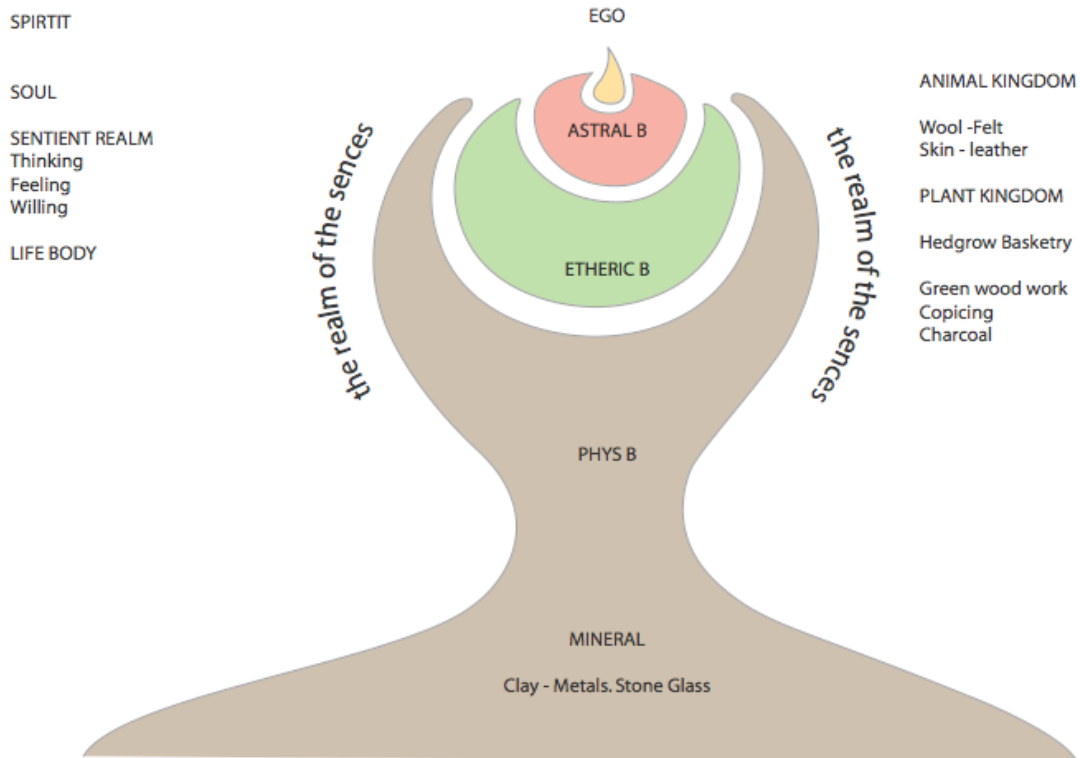 SPIRTIT
SOUL
SENTIENT REALM
Thinking
Feeling
Willing
LIFE BODY
the realm of the sences
EGO
ASTRAL B
ETHERIC B
PHYS B
MINERAL
Clay - Metals. Stone Glass
the realm of the sences
ANIMAL KINGDOM
Wool -Felt
Skin - leather
PLANT KINGDOM
Hedgrow Basketry
Green wood work
Copicing
Charcoal